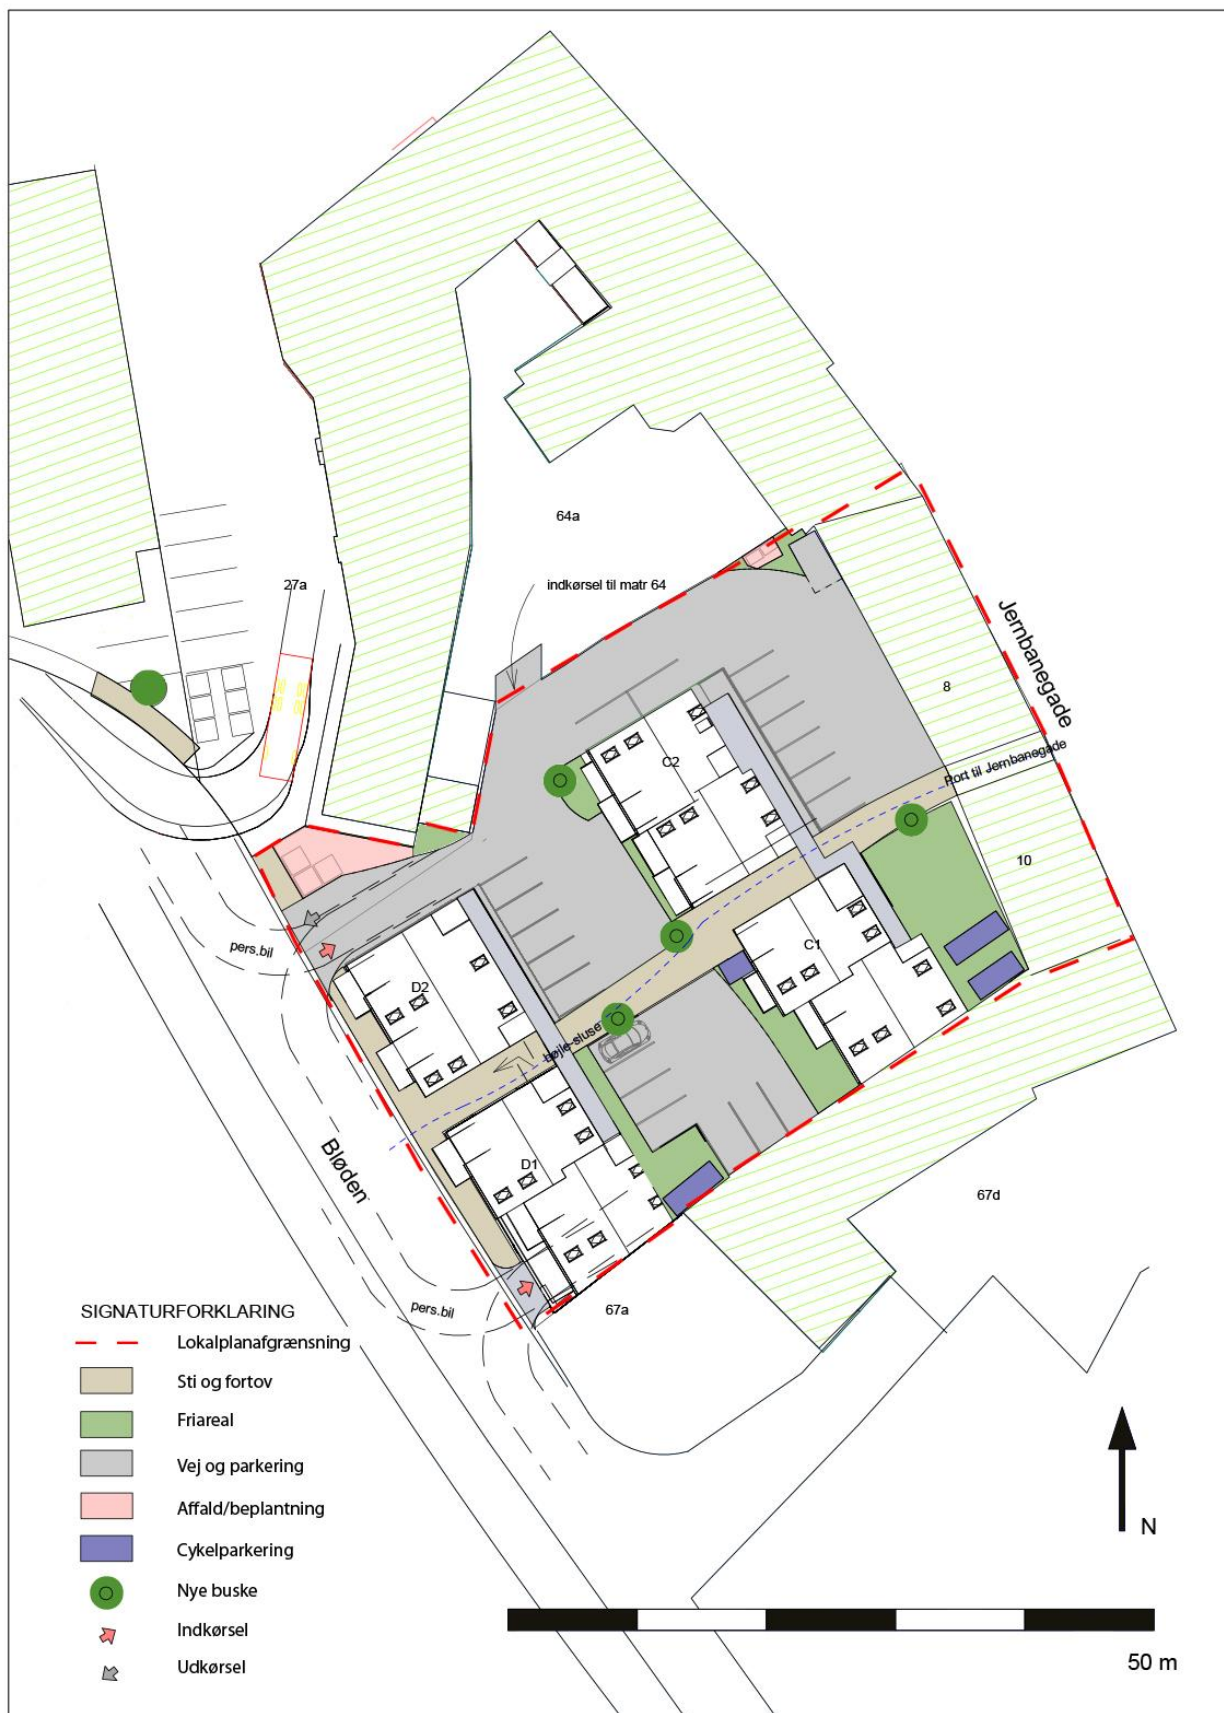 64a
indkørsel til matr 64
27a
Jernbanegade
8
Port til Jernbanegade
C2
10
C1
pers.bil
D2
bøjle-sluse
Bløden
D1
67d
pers.bil
67a
SIGNATURFORKLARING
Lokalplanafgrænsning
Sti og fortov
Friareal
Vej og parkering
Affald/beplantning
Cykelparkering
Nye buske
Indkørsel
Udkørsel
N
50 m